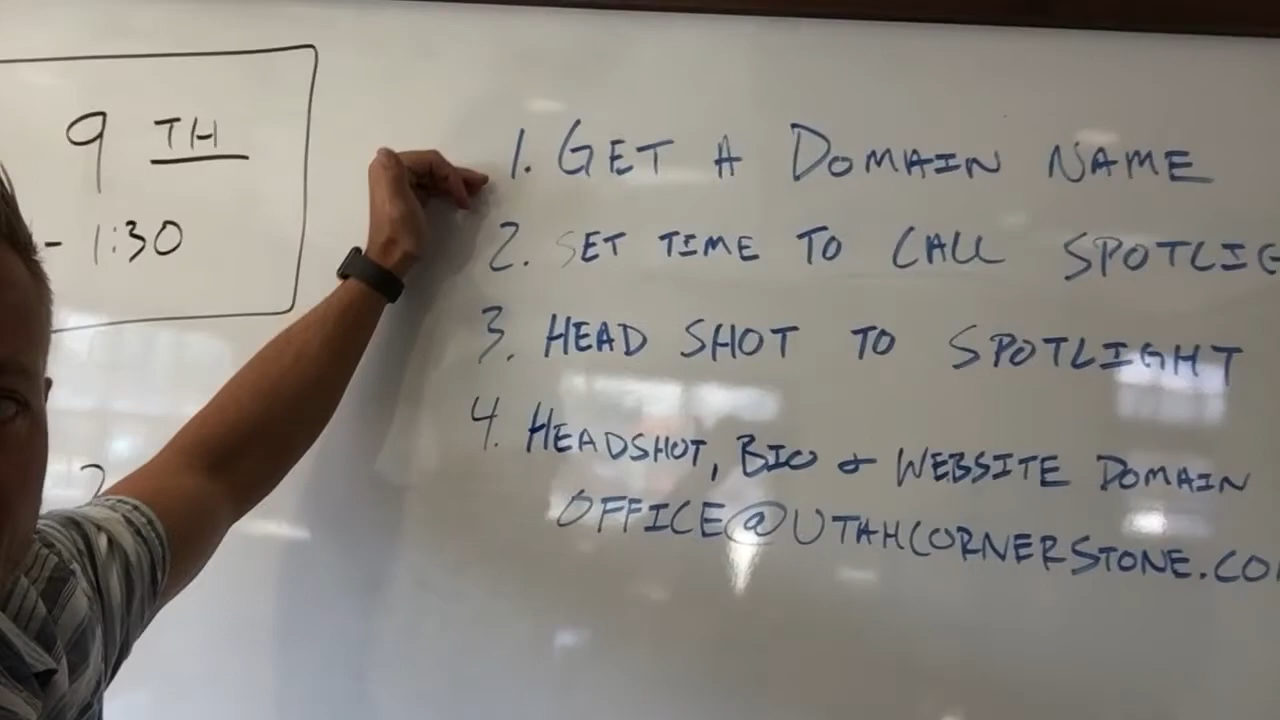 9 TH
- 1:30
2
1. GET A DOMAIN NAME
2. SET TIME TO CALL SPOTLIG
3. HEAD SHOT TO SPOTLIGHT
4. HEADSHOT, BIO & WEBSITE DOMAIN
OFFICE@UTAHCORNERSTONE.CO